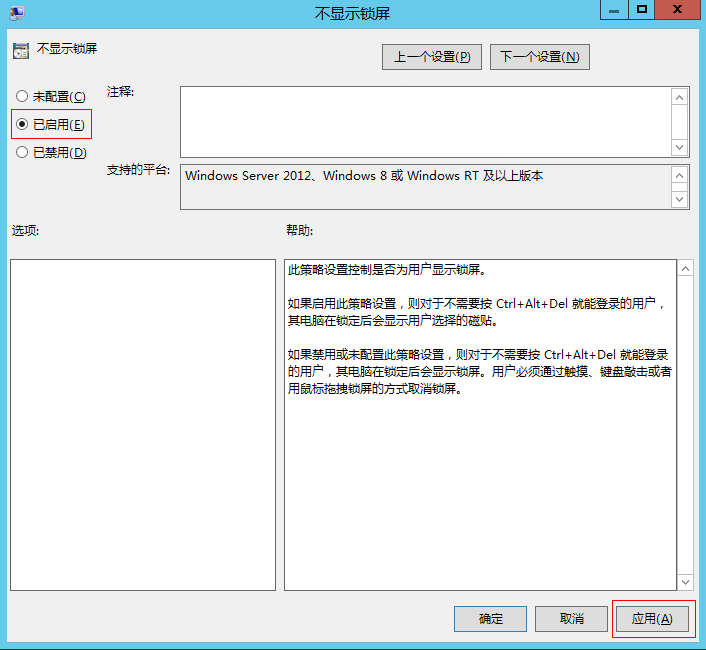 不显示锁屏
不显示锁屏
上一个设置(P)
下一个设置(N)
未配置(C)
已启用(E)
已禁用(D)
注释:
支持的平台:
Windows Server 2012、Windows 8 或 Windows RT 及以上版本
选项:
帮助:
此策略设置控制是否为用户显示锁屏。
如果启用此策略设置，则对于不需要按 Ctrl+Alt+Del 就能登录的用户，
其电脑在锁定后会显示用户选择的磁贴。
如果禁用或未配置此策略设置，则对于不需要按 Ctrl+Alt+Del 就能登录
的用户，其电脑在锁定后会显示锁屏。用户必须通过触摸、键盘敲击或者
用鼠标拖拽锁屏的方式取消锁屏。
确定
取消
应用(A)